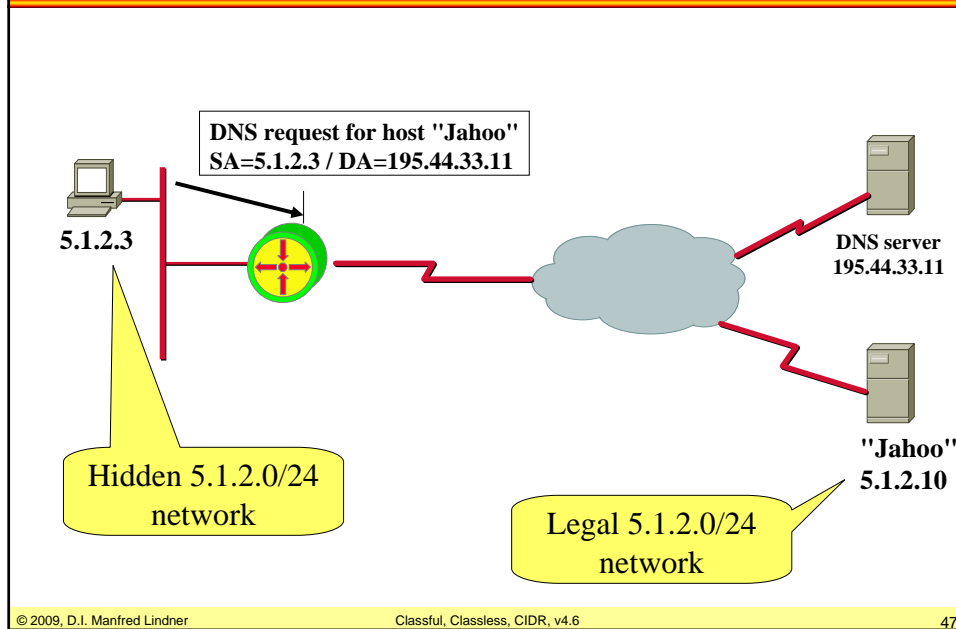 DNS request for host "Jahoo"
SA=5.1.2.3 / DA=195.44.33.11
5.1.2.3
DNS server
195.44.33.11
"Jahoo"
5.1.2.10
Hidden 5.1.2.0/24
network
Legal 5.1.2.0/24
network
© 2009, D.I. Manfred Lindner
Classful, Classless, CIDR, v4.6
47